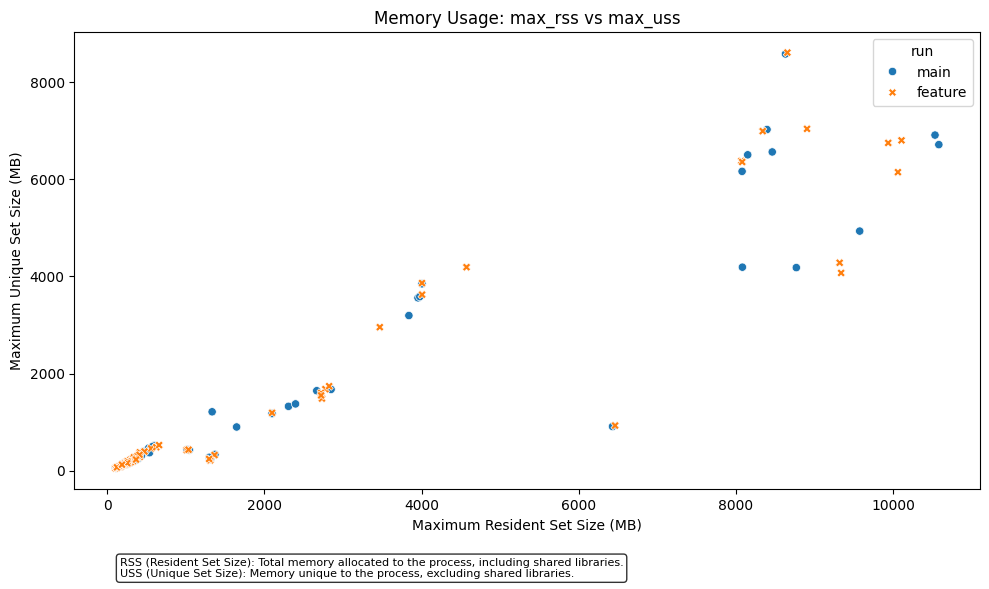 Memory Usage: max_rss vs max_uss
run
main
feature
8000
6000
4000
2000
0
Maximum Unique Set Size (MB)
0 2000 4000 6000 8000 10000
Maximum Resident Set Size (MB)
RSS (Resident Set Size): Total memory allocated to the process, including shared libraries.
USS (Unique Set Size): Memory unique to the process, excluding shared libraries.